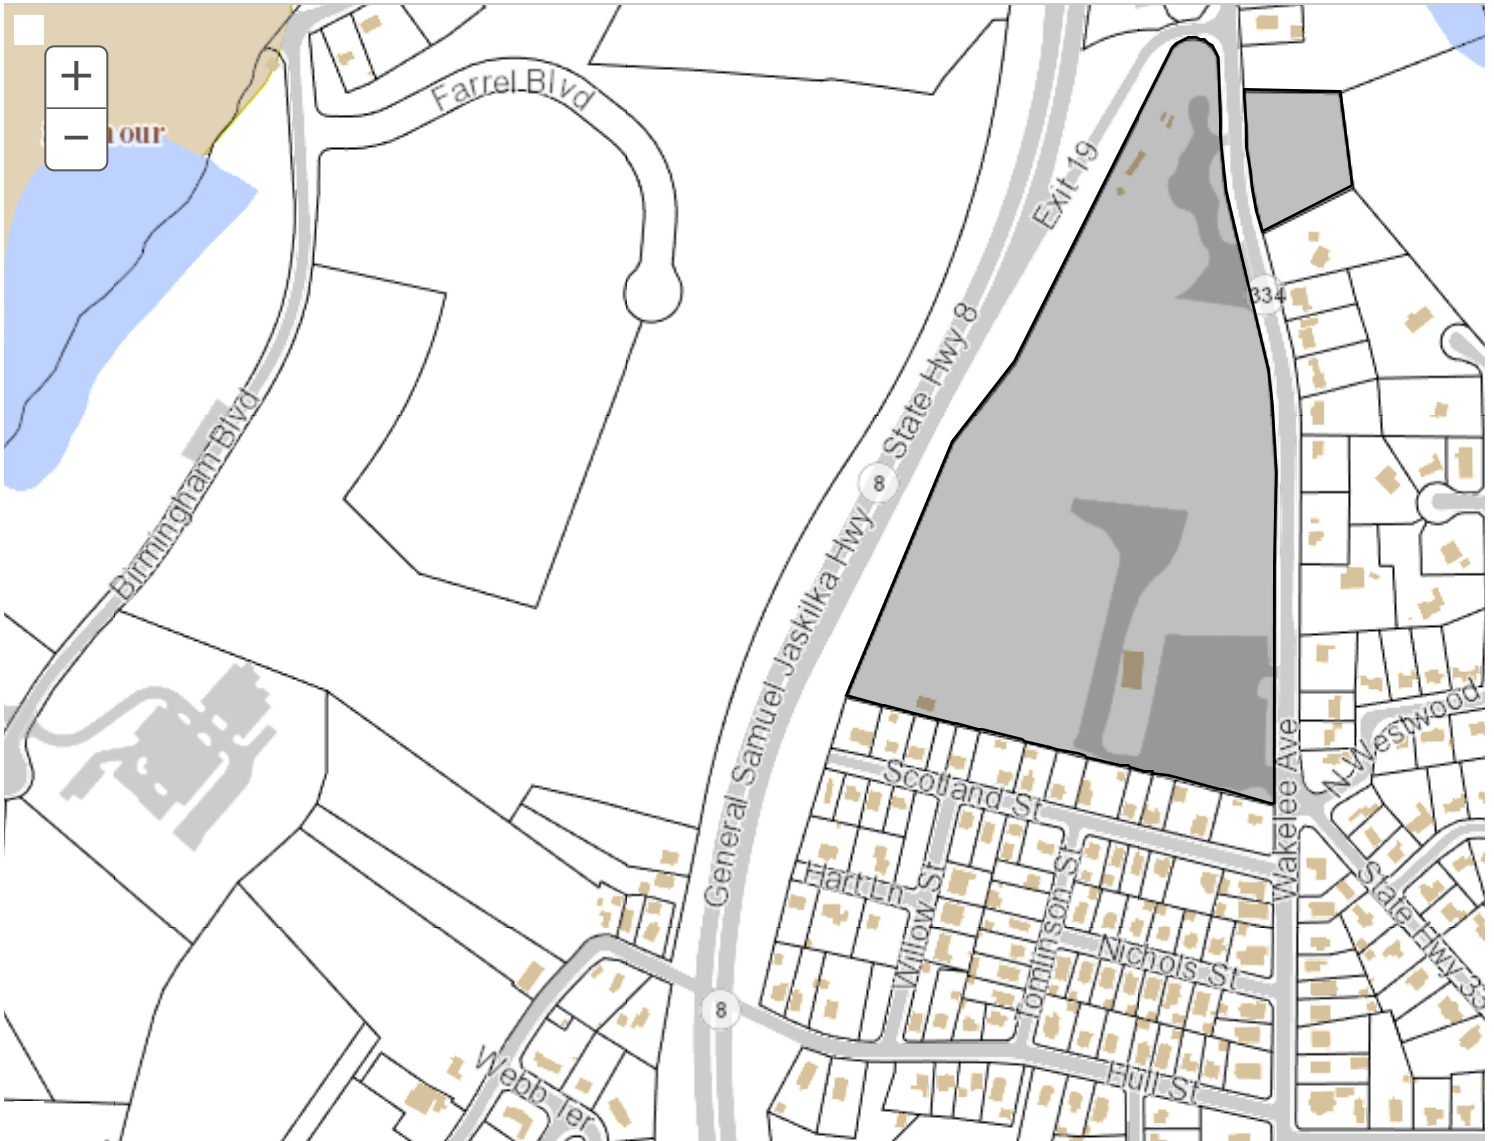 +
−
our
Farrel Blvd
Exit 19
334
State Hwy 8
8
Birmingham Blvd
General Samuel Jaskilka Hwy
N Westwood
Wakelee Ave
Scotland St
Hart Ln
Willow St
Tomlinson St
Nichols St
State Hwy 33
8
Webb Ter
Hull St